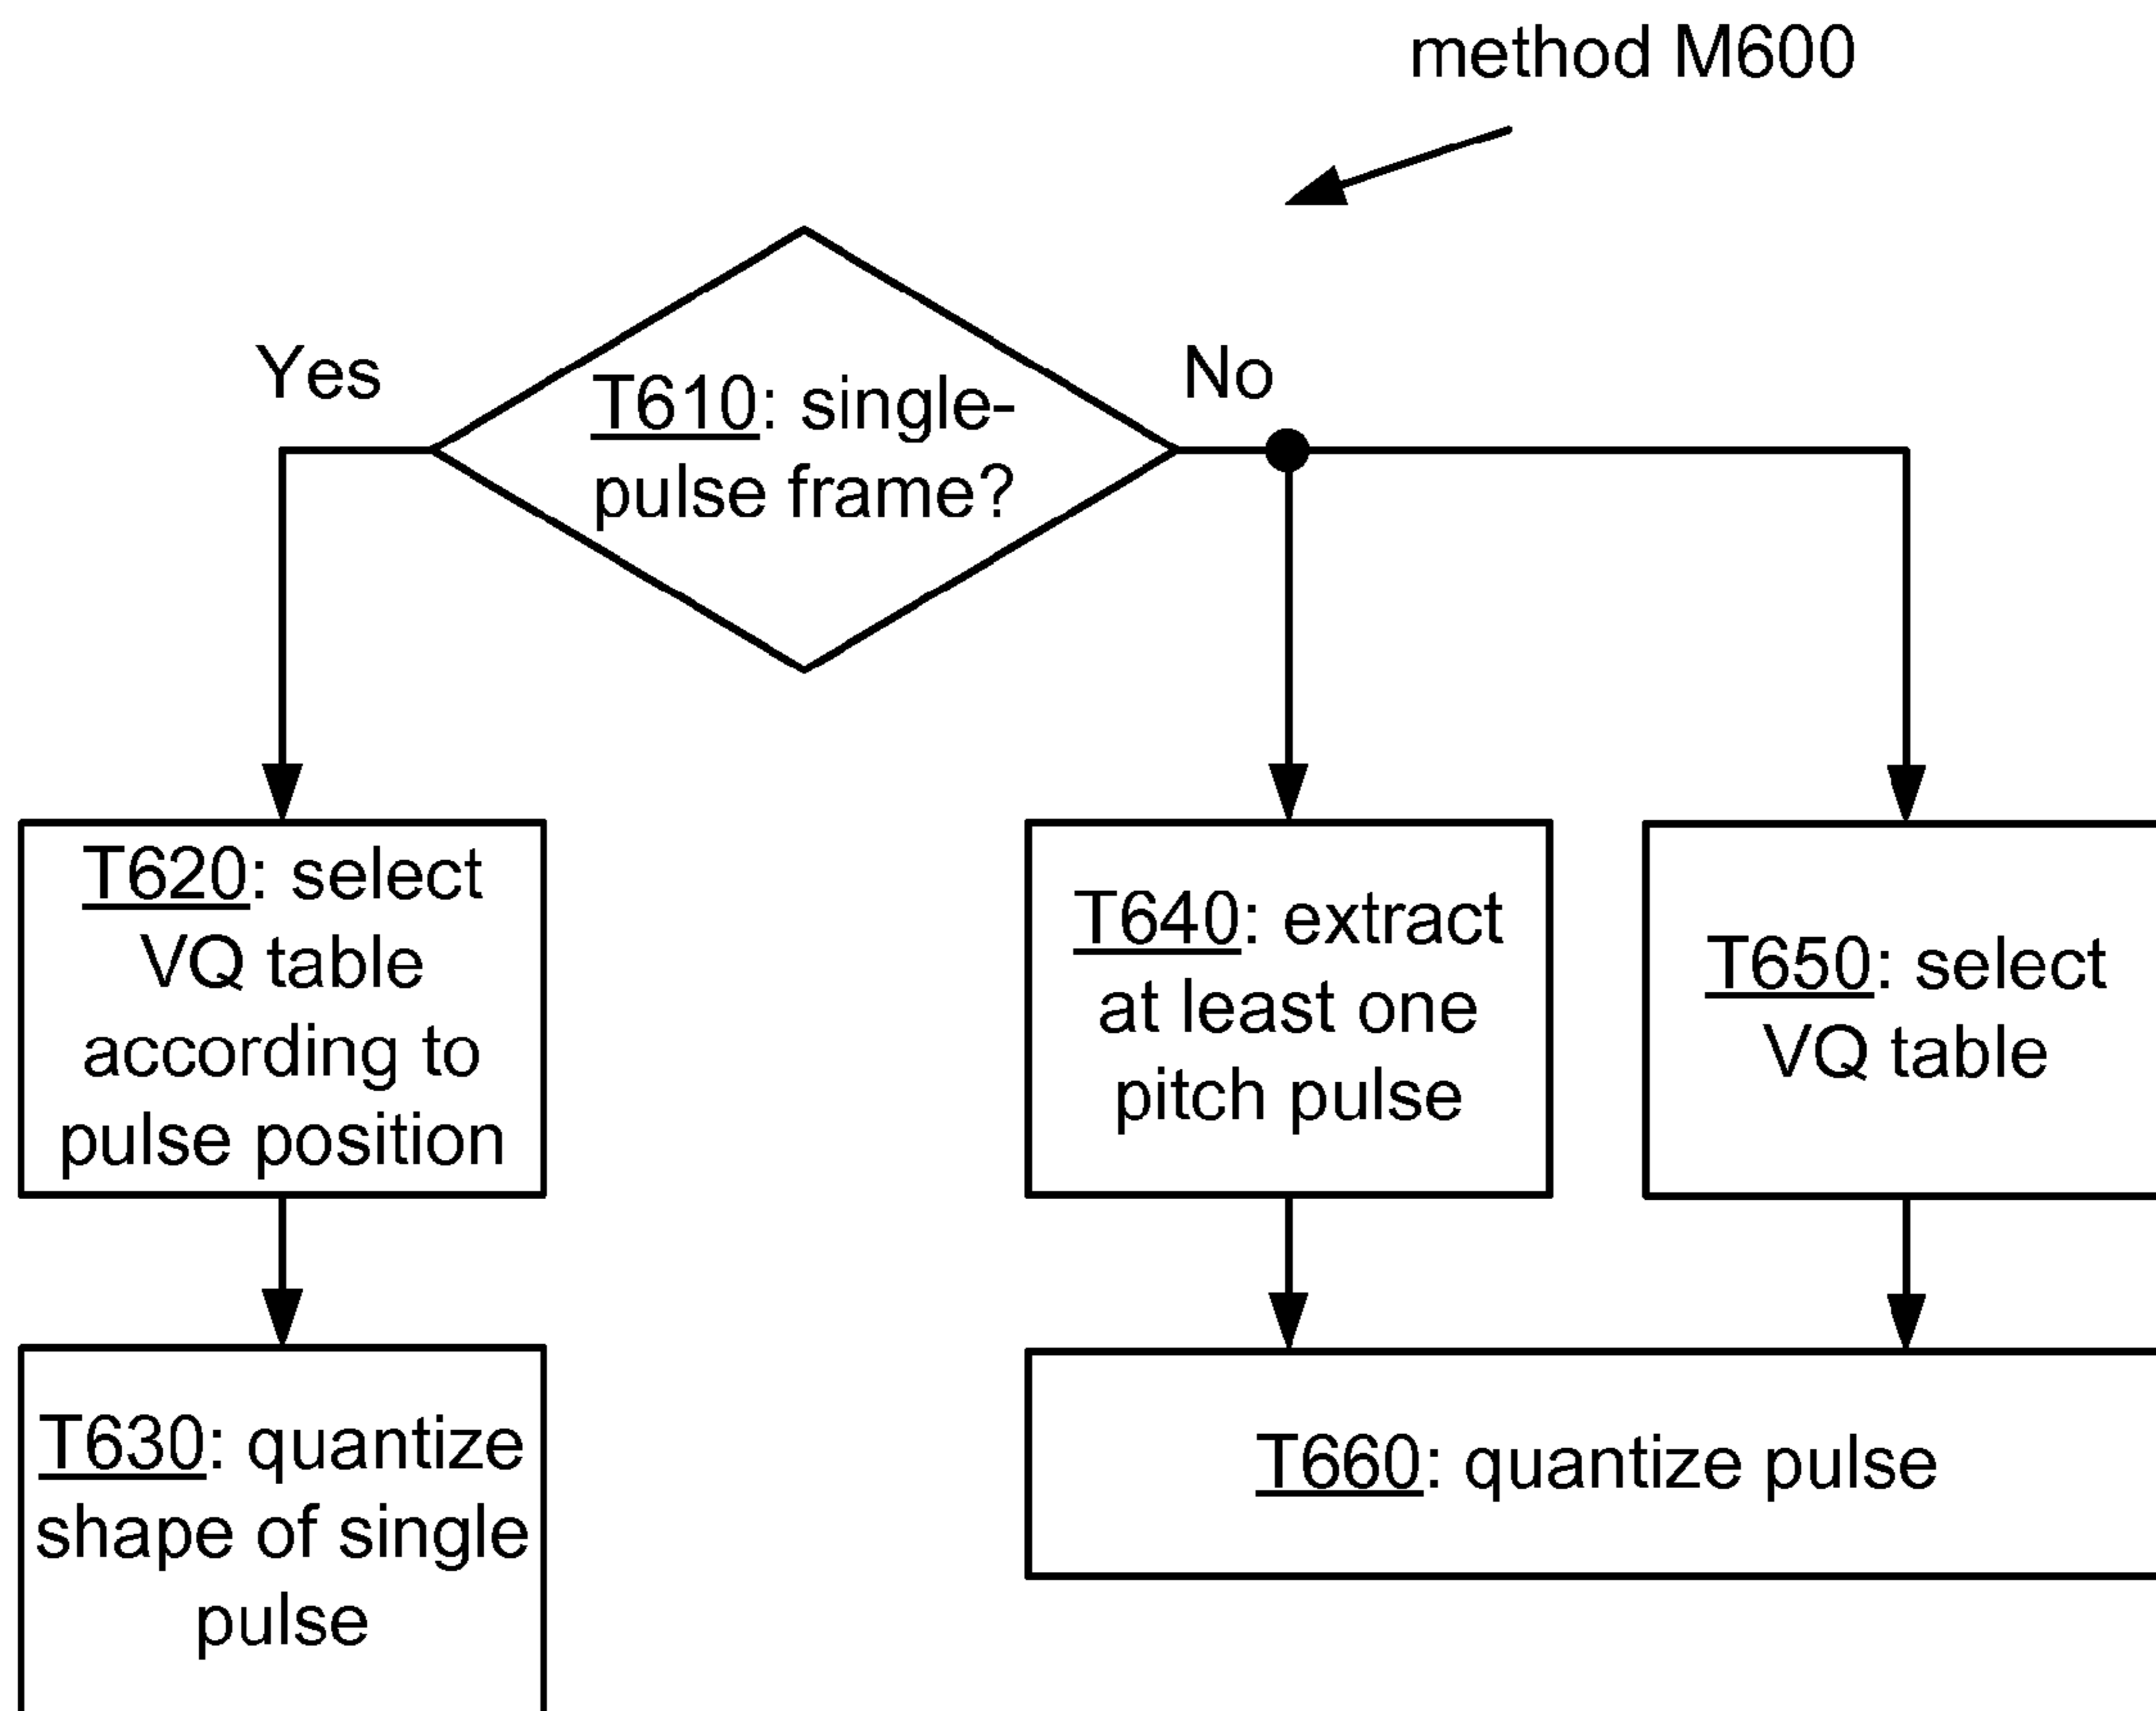 method M600
Yes
T610: single-
pulse frame?
No
T620: select
VQ table
according to
pulse position
T640: extract
at least one
pitch pulse
T650: select
VQ table
T630: quantize
shape of single
pulse
T660: quantize pulse